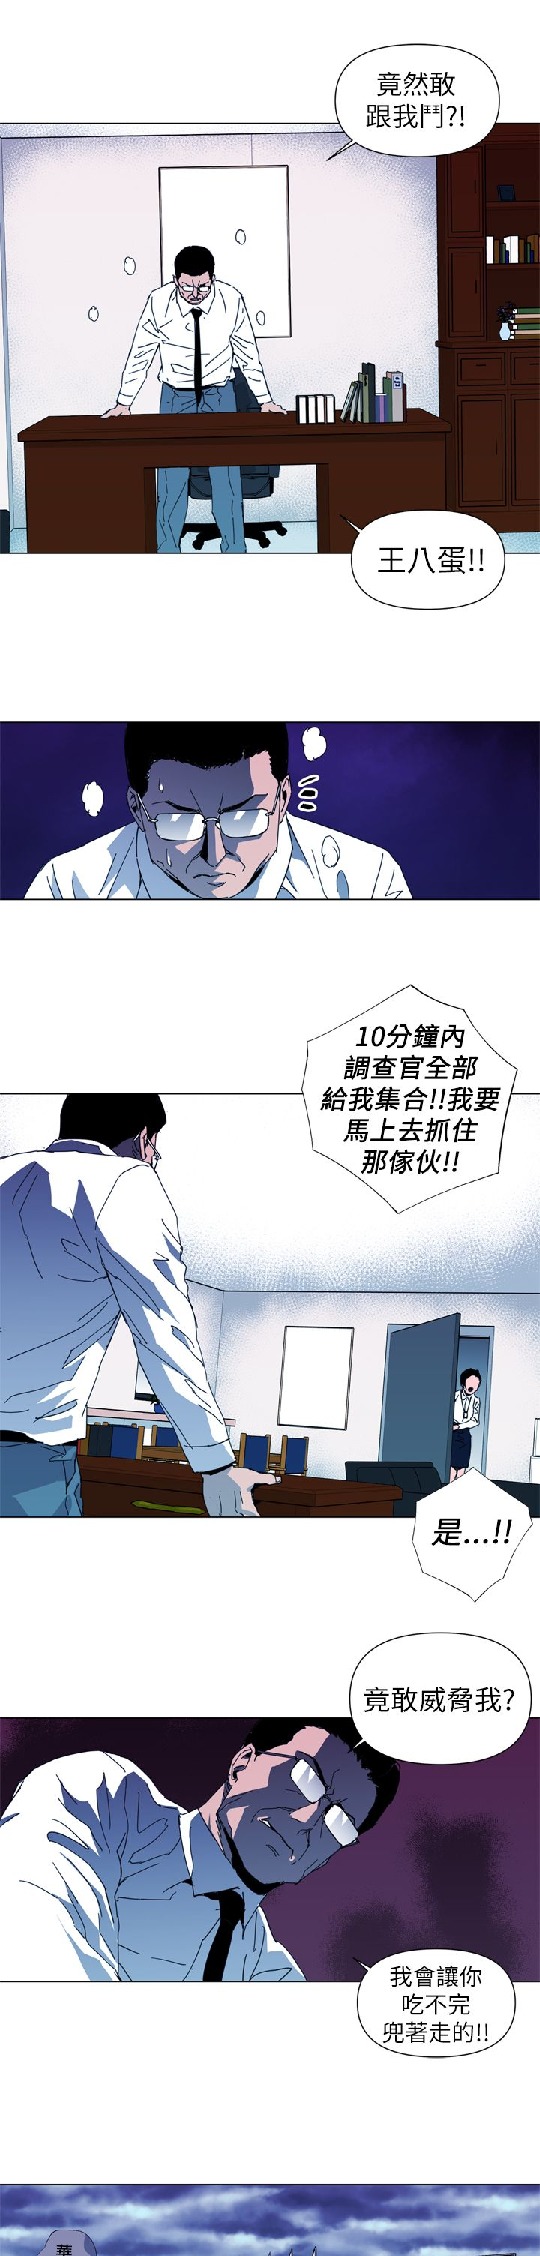 竟然敢
跟我鬥?!
王八蛋!!
10分鐘內
調查官全部
給我集合!!我要
馬上去抓住
那傢伙!!
是...!!
竟敢威脅我?
我會讓你
吃不完
兜著走的!!
華